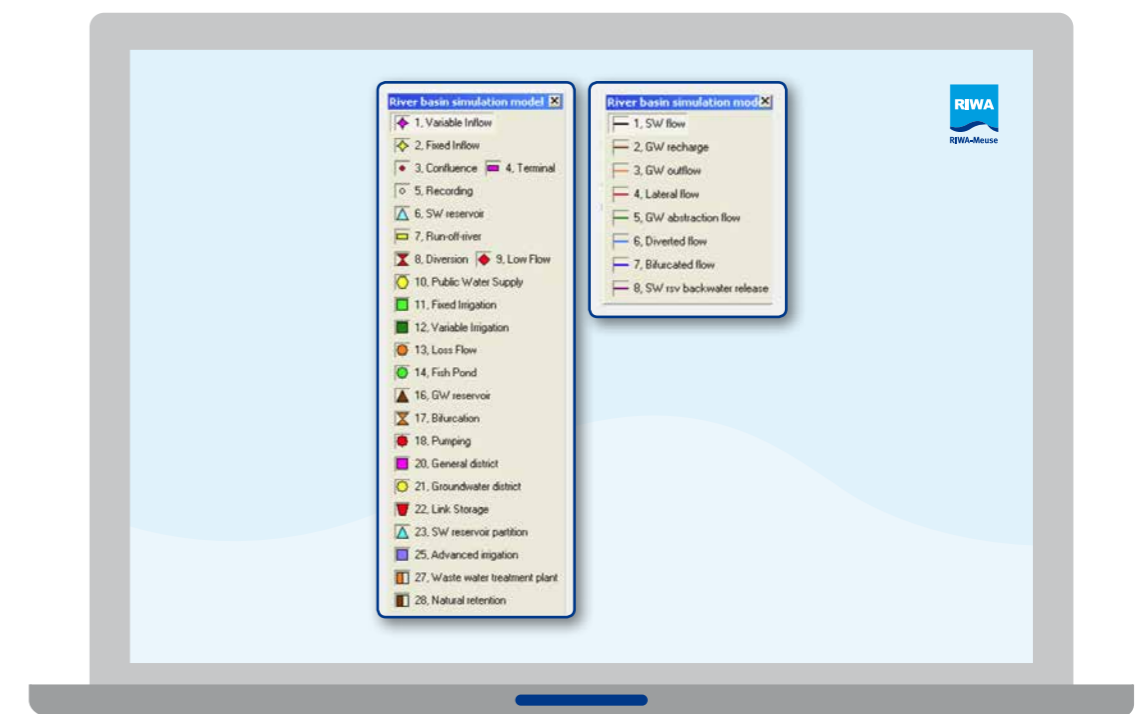 River basin simulation model
1, Variable Inflow
2, Fixed Inflow
3, Confluence 4, Terminal
5, Recording
6, SW reservoir
7, Run-off-river
8, Diversion 9, Low Flow
10, Public Water Supply
11, Fixed Irrigation
12, Variable Irrigation
13, Loss Flow
14, Fish Pond
16, GW reservoir
17, Bifurcation
18, Pumping
20, General district
21, Groundwater district
22, Link Storage
23, SW reservoir partition
25, Advanced irrigation
27, Waste water treatment plant
28, Natural retention
River basin simulation mod
1, SW flow
2, GW recharge
3, GW outflow
4, Lateral flow
5, GW abstraction flow
6, Diverted flow
7, Bifurcated flow
8, SW rsv backwater release
RIWA
RIWA-Meuse